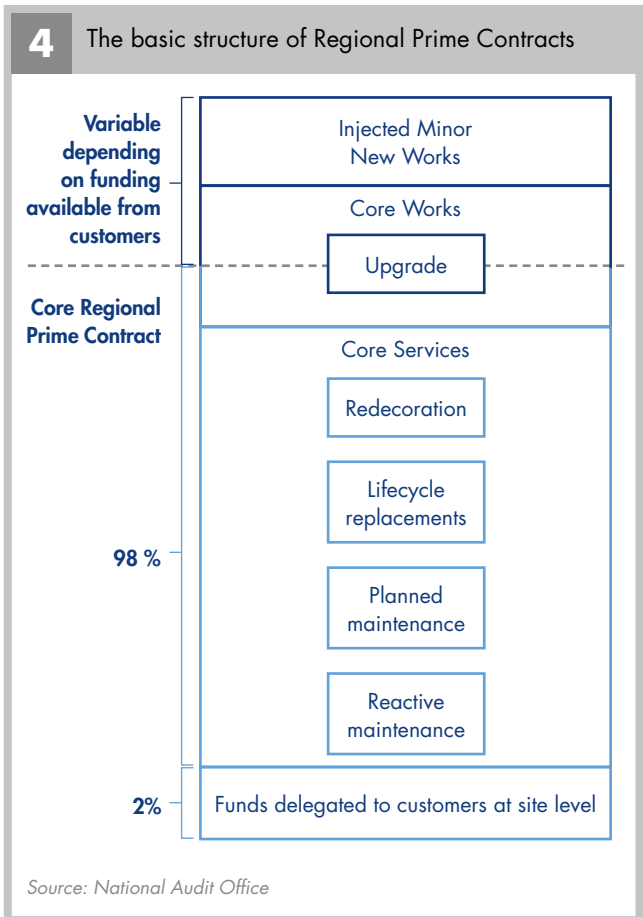 4 The basic structure of Regional Prime Contracts
Variable
depending
on funding
available from
customers
Injected Minor
New Works
Core Works
Upgrade
Core Regional
Prime Contract
Core Services
Redecoration
Lifecycle
replacements
98 %
Planned
maintenance
Reactive
maintenance
2%
Funds delegated to customers at site level
Source: National Audit Office